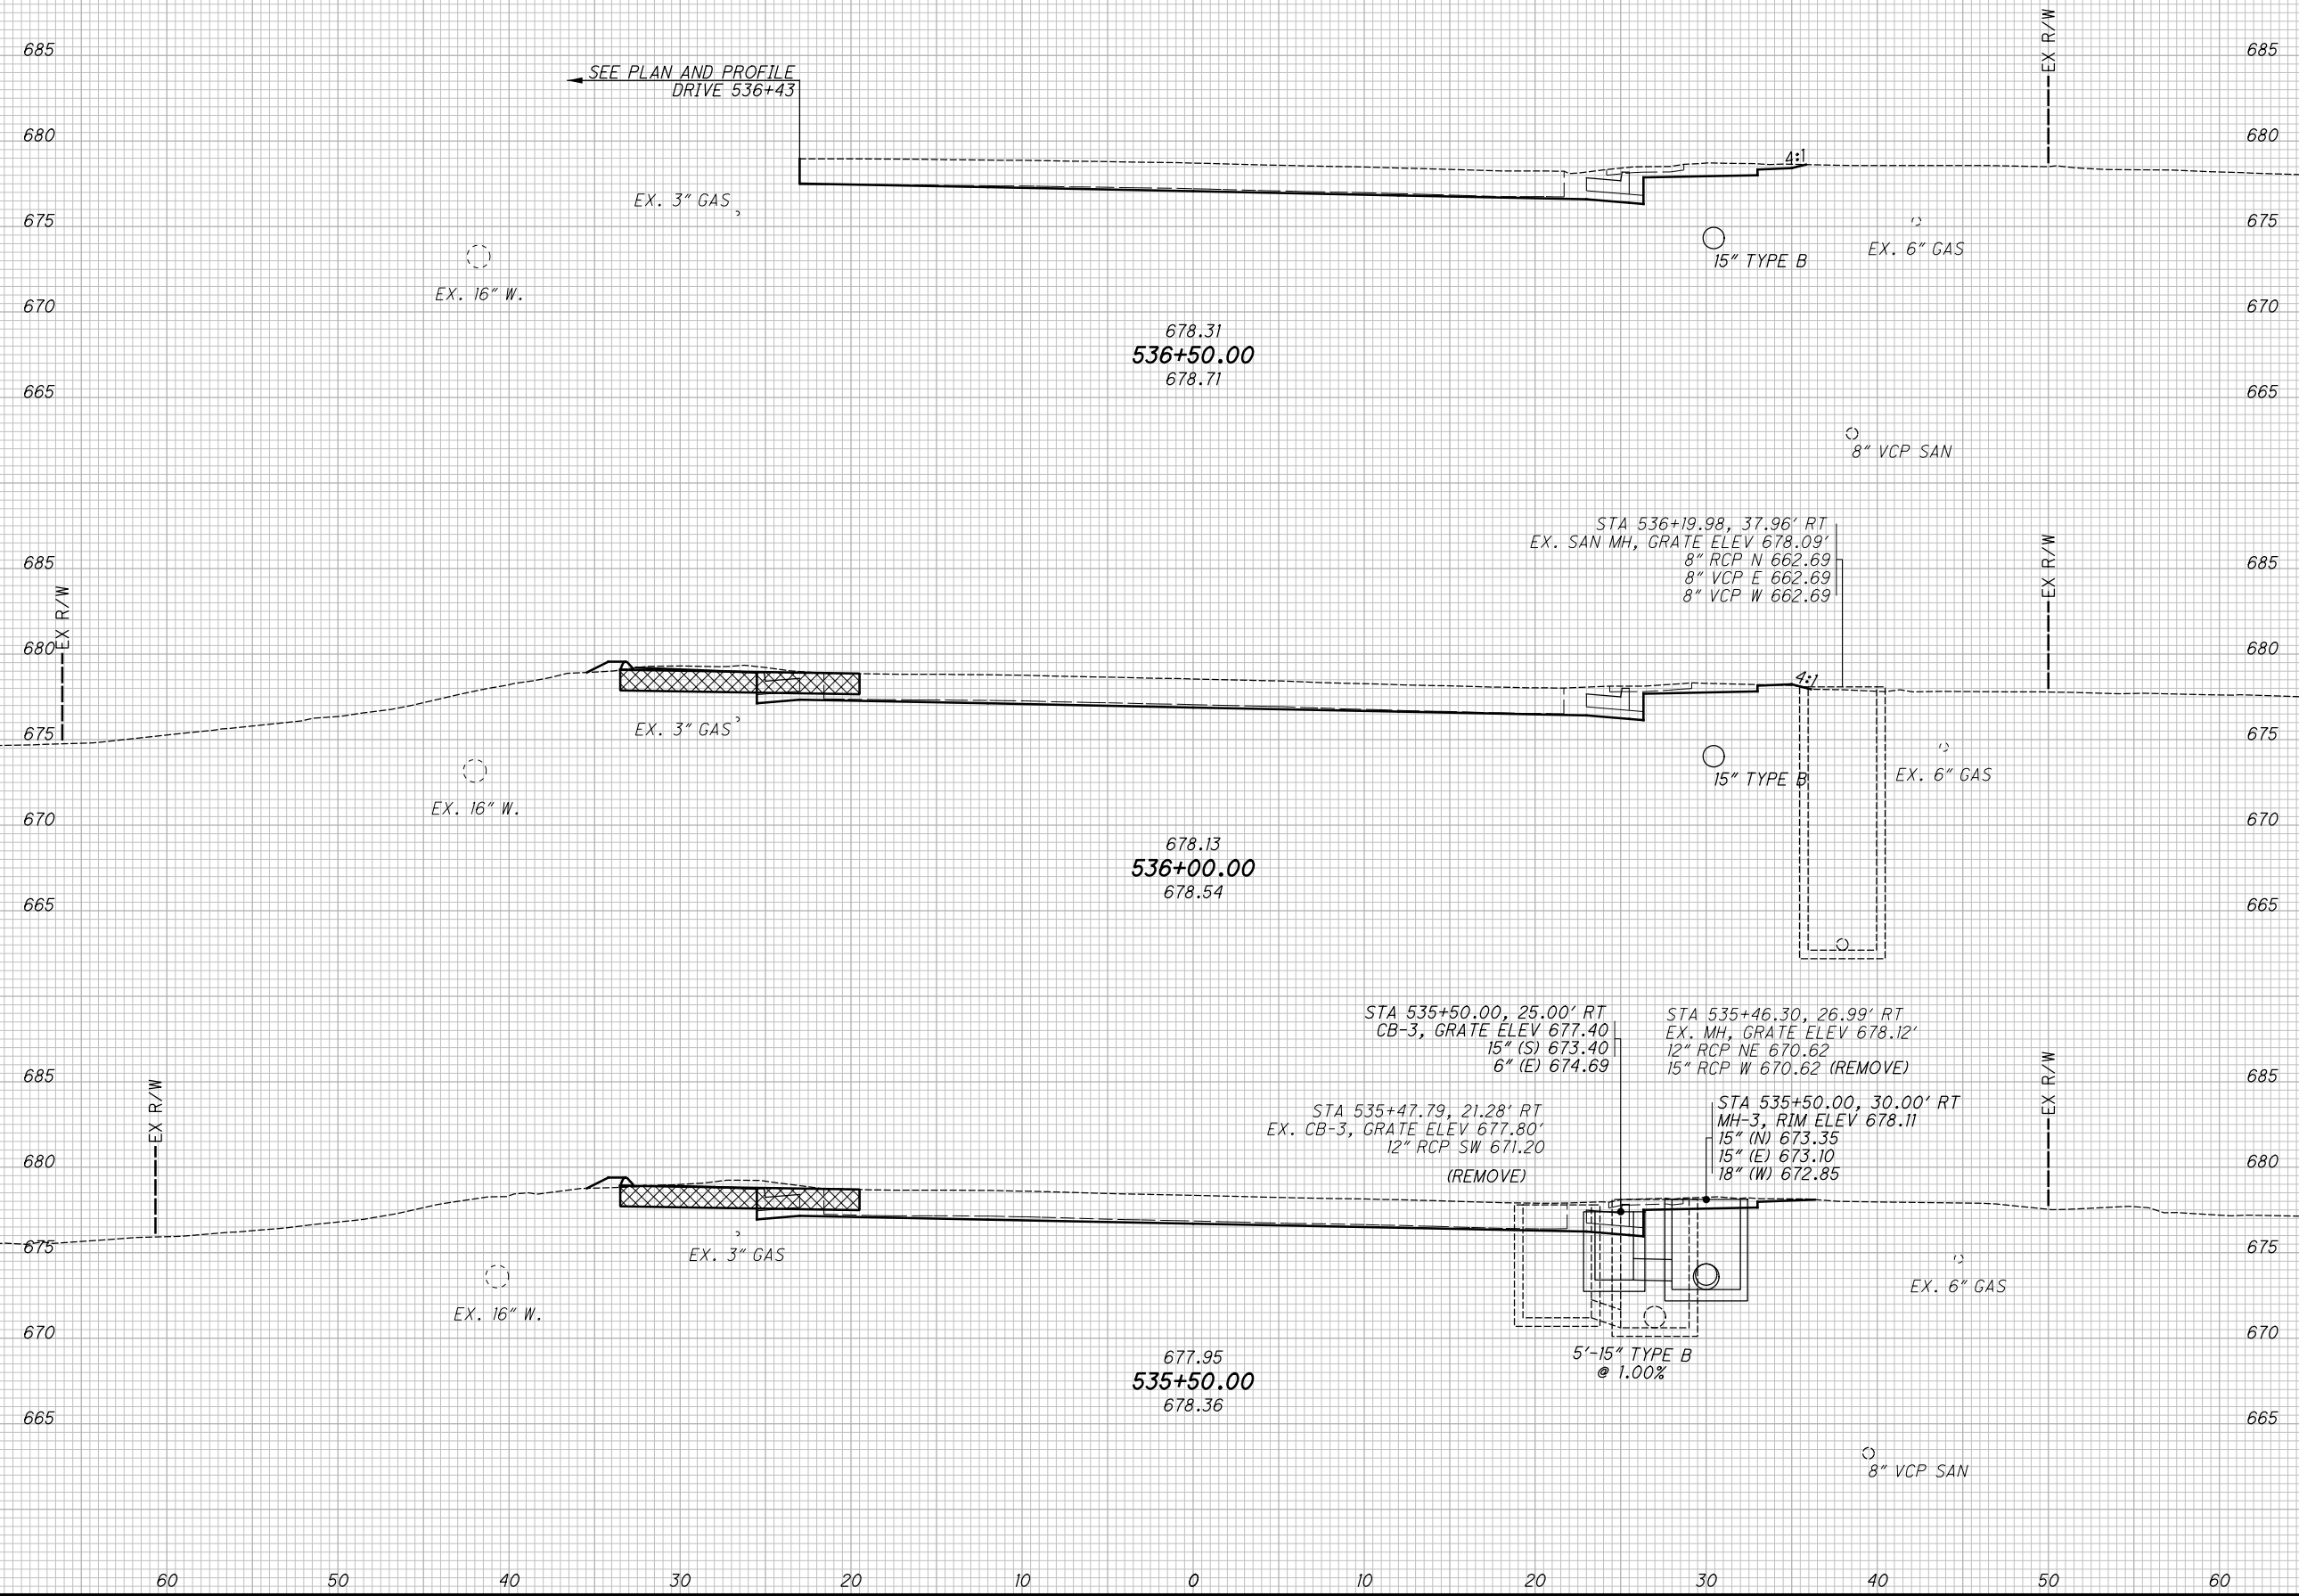 EX R/W
685
685
SEE PLAN AND PROFILE
DRIVE 536+43
680
680
4:1
EX. 3" GAS
675
675
EX. 6" GAS
15" TYPE B
EX. 16" W.
670
670
678.31
536+50.00
678.71
665
665
8" VCP SAN
STA 536+19.98, 37.96' RT
EX. SAN MH, GRATE ELEV 678.09'
8" RCP N 662.69
8" VCP E 662.69
8" VCP W 662.69
EX R/W
685
685
EX R/W
680
680
4:1
EX. 3" GAS
675
675
15" TYPE B
EX. 6" GAS
EX. 16" W.
670
670
678.13
536+00.00
678.54
665
665
STA 535+50.00, 25.00' RT
CB-3, GRATE ELEV 677.40
15" (S) 673.40
6" (E) 674.69
STA 535+46.30, 26.99' RT
EX. MH, GRATE ELEV 678.12'
12" RCP NE 670.62
15" RCP W 670.62 (REMOVE)
EX R/W
685
685
EX R/W
STA 535+47.79, 21.28' RT
EX. CB-3, GRATE ELEV 677.80'
12" RCP SW 671.20
(REMOVE)
STA 535+50.00, 30.00' RT
MH-3, RIM ELEV 678.11
15" (N) 673.35
15" (E) 673.10
18" (W) 672.85
680
680
675
675
EX. 3" GAS
EX. 6" GAS
EX. 16" W.
670
670
5'-15" TYPE B
@ 1.00%
677.95
535+50.00
678.36
665
665
8" VCP SAN
60 50 40 30 20 10 0 10 20 30 40 50 60